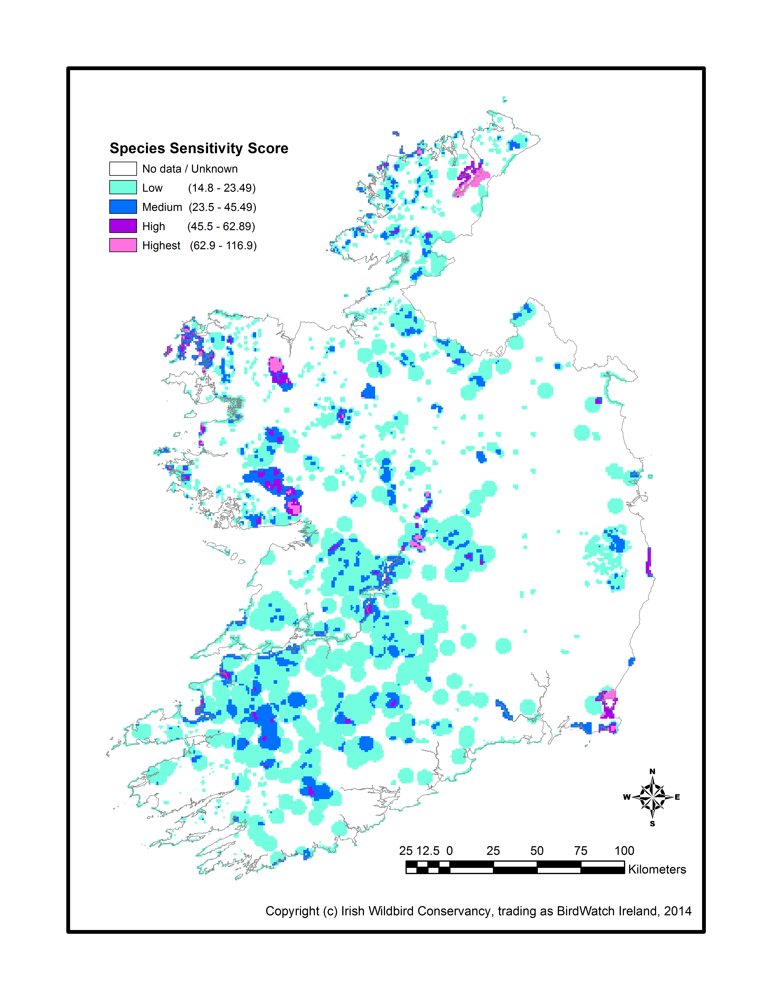 Species Sensitivity Score
No data / Unknown
Low (14.8 - 23.49)
Medium (23.5 - 45.49)
High (45.5 - 62.89)
Highest (62.9 - 116.9)
N
W E
S
25 12.5 0 25 50 75 100
Kilometers
Copyright (c) Irish Wildbird Conservancy, trading as BirdWatch Ireland, 2014